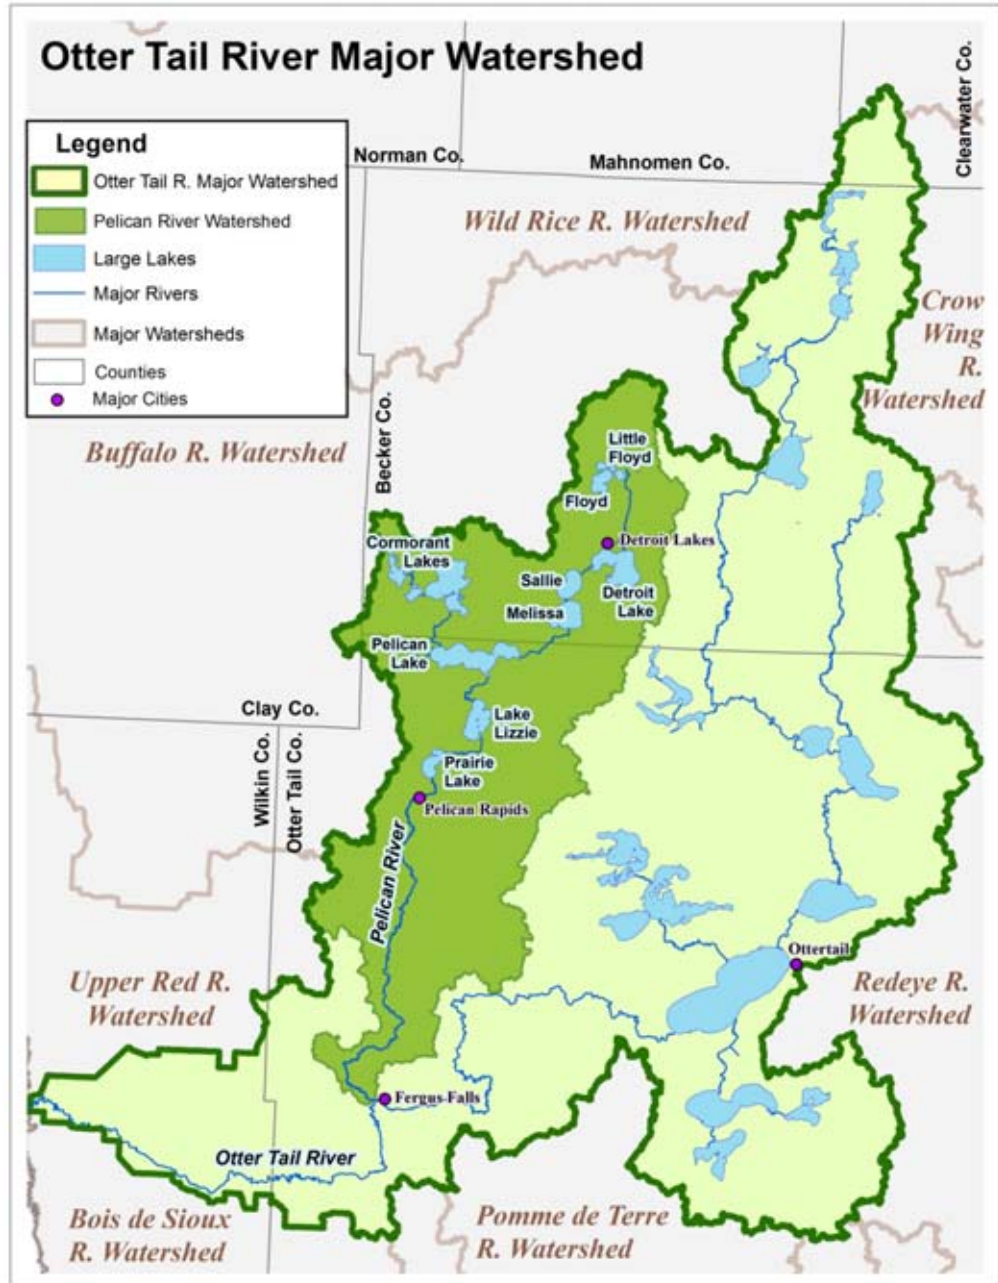 Otter Tail River Major Watershed
Clearwater Co.
Legend
Otter Tail R. Major Watershed
Pelican River Watershed
Large Lakes
Major Rivers
Major Watersheds
Counties
Major Cities
Norman Co.
Mahnomen Co.
Wild Rice R. Watershed
Crow
Wing
R.
Watershed
Buffalo R. Watershed
Becker Co.
Little
Floyd
Floyd
Detroit Lakes
Cormorant
Lakes
Sallie
Detroit
Lake
Melissa
Pelican
Lake
Clay Co.
Lake
Lizzie
Wilkin Co.
Otter Tail Co.
Prairie
Lake
Pelican Rapids
Pelican River
Ottertail
Upper Red R.
Watershed
Redeye R.
Watershed
Fergus Falls
Otter Tail River
Bois de Sioux
R. Watershed
Pomme de Terre
R. Watershed